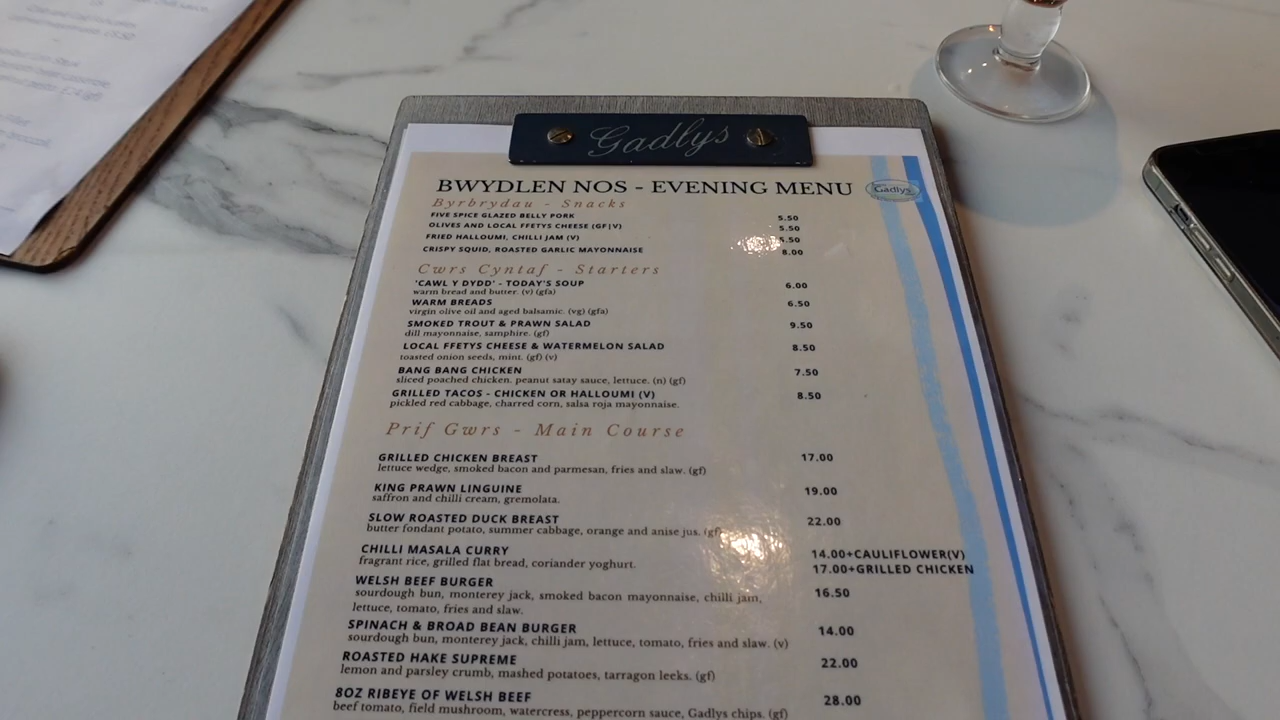 Gadlys
BWYDLEN NOS - EVENING MENU
Gadlys
Byrbrydau - Snacks
FIVE SPICE GLAZED BELLY PORK 5.50
OLIVES AND LOCAL FFETYS CHEESE (GF|V) 5.50
FRIED HALLOUMI, CHILLI JAM (V) .50
CRISPY SQUID, ROASTED GARLIC MAYONNAISE 8.00
Cwrs Cyntaf - Starters
'CAWL Y DYDD' - TODAY'S SOUP 6.00
warm bread and butter. (v) (gfa)
WARM BREADS 6.50
virgin olive oil and aged balsamic. (vg) (gfa)
SMOKED TROUT & PRAWN SALAD 9.50
dill mayonnaise, samphire. (gf)
LOCAL FFETYS CHEESE & WATERMELON SALAD 8.50
toasted onion seeds, mint. (gf) (v)
BANG BANG CHICKEN 7.50
sliced poached chicken. peanut satay sauce, lettuce. (n) (gf)
GRILLED TACOS - CHICKEN OR HALLOUMI (V) 8.50
pickled red cabbage, charred corn, salsa roja mayonnaise.
Prif Gwrs - Main Course
GRILLED CHICKEN BREAST 17.00
lettuce wedge, smoked bacon and parmesan, fries and slaw. (gf)
KING PRAWN LINGUINE 19.00
saffron and chilli cream, gremolata.
SLOW ROASTED DUCK BREAST 22.00
butter fondant potato, summer cabbage, orange and anise jus. (gf)
CHILLI MASALA CURRY 14.00+CAULIFLOWER(V)
fragrant rice, grilled flat bread, coriander yoghurt. 17.00+GRILLED CHICKEN
WELSH BEEF BURGER 16.50
sourdough bun, monterey jack, smoked bacon mayonnaise, chilli jam,
lettuce, tomato, fries and slaw.
SPINACH & BROAD BEAN BURGER 14.00
sourdough bun, monterey jack, chilli jam, lettuce, tomato, fries and slaw. (v)
ROASTED HAKE SUPREME 22.00
lemon and parsley crumb, mashed potatoes, tarragon leeks. (gf)
8OZ RIBEYE OF WELSH BEEF 28.00
beef tomato, field mushroom, watercress, peppercorn sauce, Gadlys chips. (gf)